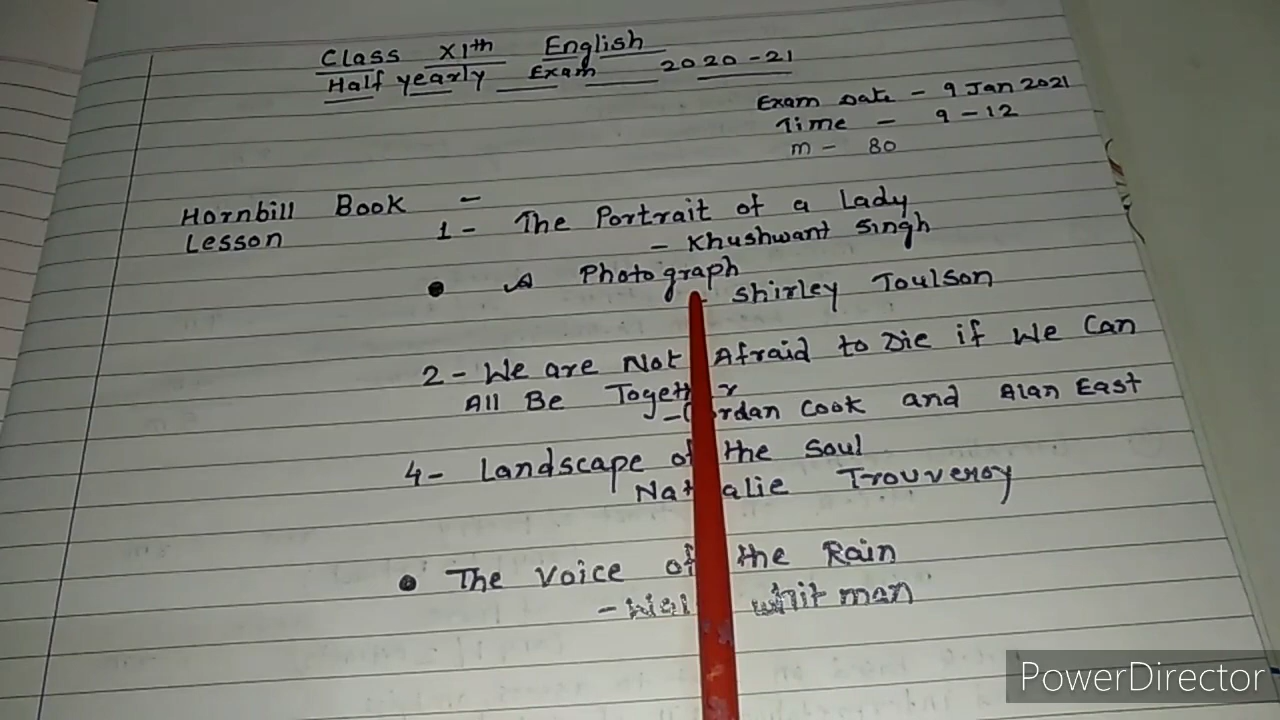 Class XIth English
Half yearly Exam 2020-21
Exam Date - 9 Jan 2021
Time - 9 - 12
m - 80
Hornbill Book -
Lesson 1 - The Portrait of a Lady
- Khushwant Singh
• A Photograph
- Shirley Toulson
2 - We are Not Afraid to Die if We Can
All Be Together
- Gordan Cook and Alan East
4 - Landscape of the Soul
Nathalie Trouveroy
• The Voice of the Rain
- Whitman
PowerDirector